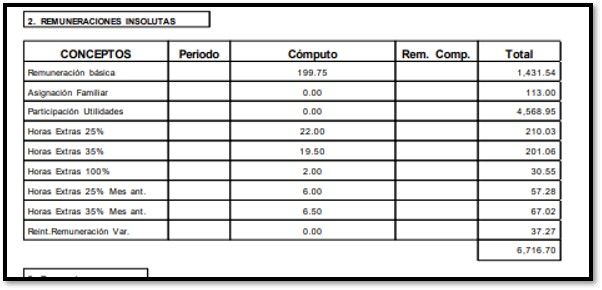 2. REMUNERACIONES INSOLUTAS
CONCEPTOS Periodo Cómputo Rem. Comp. Total
Remuneración básica 199.75 1,431.54
Asignación Familiar 0.00 113.00
Participación Utilidades 0.00 4,568.95
Horas Extras 25% 22.00 210.03
Horas Extras 35% 19.50 201.06
Horas Extras 100% 2.00 30.55
Horas Extras 25% Mes ant. 6.00 57.28
Horas Extras 35% Mes ant. 6.50 67.02
Reint.Remuneración Var. 0.00 37.27
6,716.70